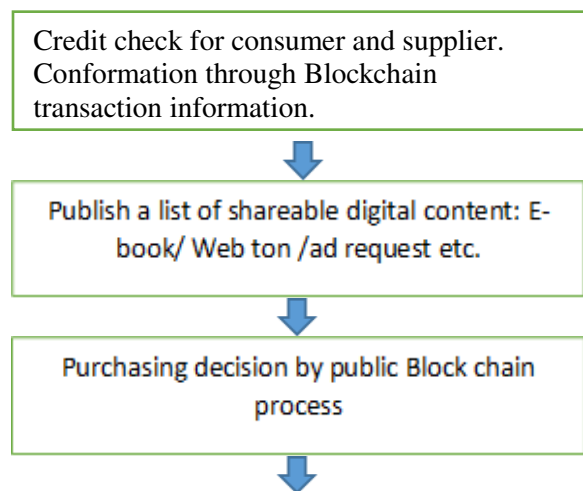 Credit check for consumer and supplier.
Conformation through Blockchain
transaction information.
Publish a list of shareable digital content: E-
book/ Web ton /ad request etc.
Purchasing decision by public Block chain
process